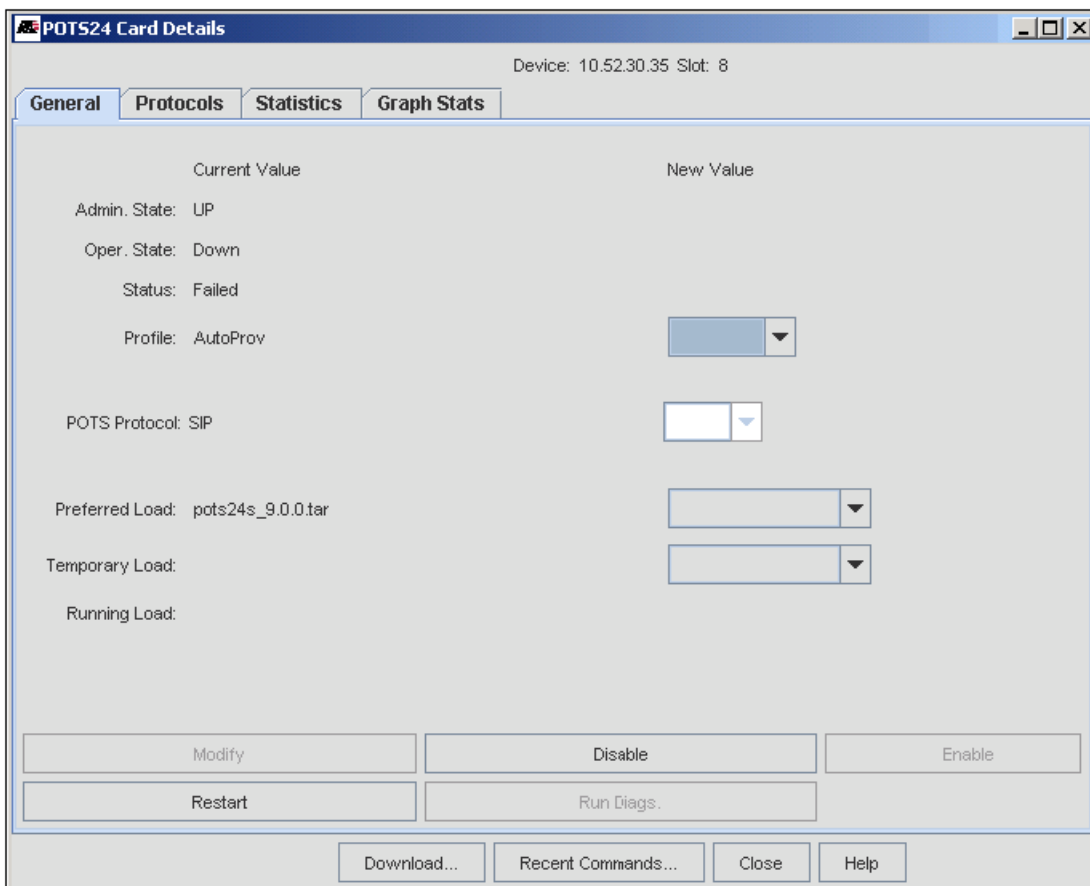 POTS24 Card Details
Device: 10.52.30.35 Slot: 8
General Protocols Statistics Graph Stats
Current Value New Value
Admin. State: UP
Oper. State: Down
Status: Failed
Profile: AutoProv
POTS Protocol: SIP
Preferred Load: pots24s_9.0.0.tar
Temporary Load:
Running Load:
Modify Disable Enable
Restart Run Diags.
Download... Recent Commands... Close Help